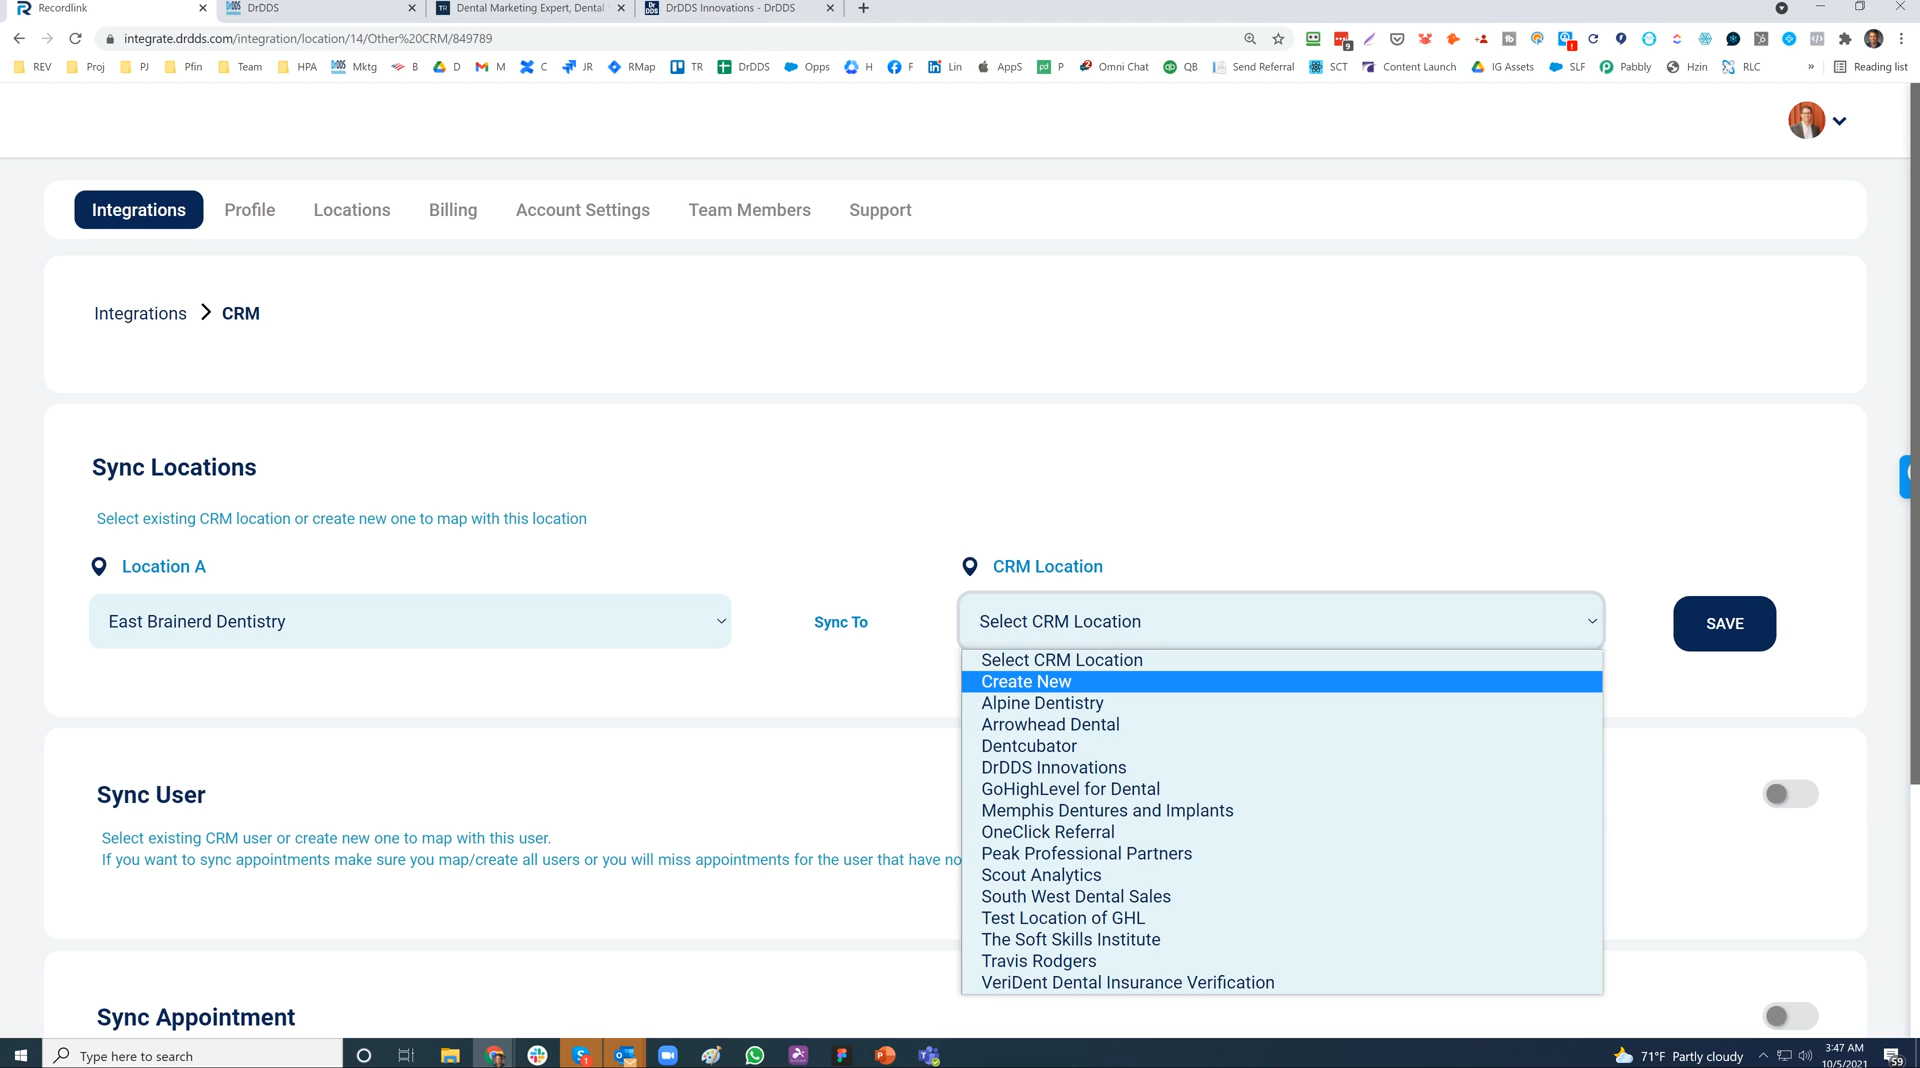 Recordlink
DrDDS
Dental Marketing Expert, Dental
DrDDS Innovations - DrDDS
integrate.drdds.com/integration/location/14/Other%20CRM/849789
REV Proj PJ Pfin Team HPA Mktg B D M C JR RMap TR DrDDS Opps H F Lin AppS P Omni Chat QB Send Referral SCT Content Launch IG Assets SLF Pabbly Hzin RLC » Reading list
Integrations Profile Locations Billing Account Settings Team Members Support
Integrations CRM
Sync Locations
Select existing CRM location or create new one to map with this location
Location A
CRM Location
East Brainerd Dentistry
Sync To
Select CRM Location
SAVE
Select CRM Location
Create New
Alpine Dentistry
Arrowhead Dental
Dentcubator
DrDDS Innovations
GoHighLevel for Dental
Memphis Dentures and Implants
OneClick Referral
Peak Professional Partners
Scout Analytics
South West Dental Sales
Test Location of GHL
The Soft Skills Institute
Travis Rodgers
VeriDent Dental Insurance Verification
Sync User
Select existing CRM user or create new one to map with this user.
If you want to sync appointments make sure you map/create all users or you will miss appointments for the user that have no
Sync Appointment
Type here to search
71°F Partly cloudy
3:47 AM
10/5/2021
59